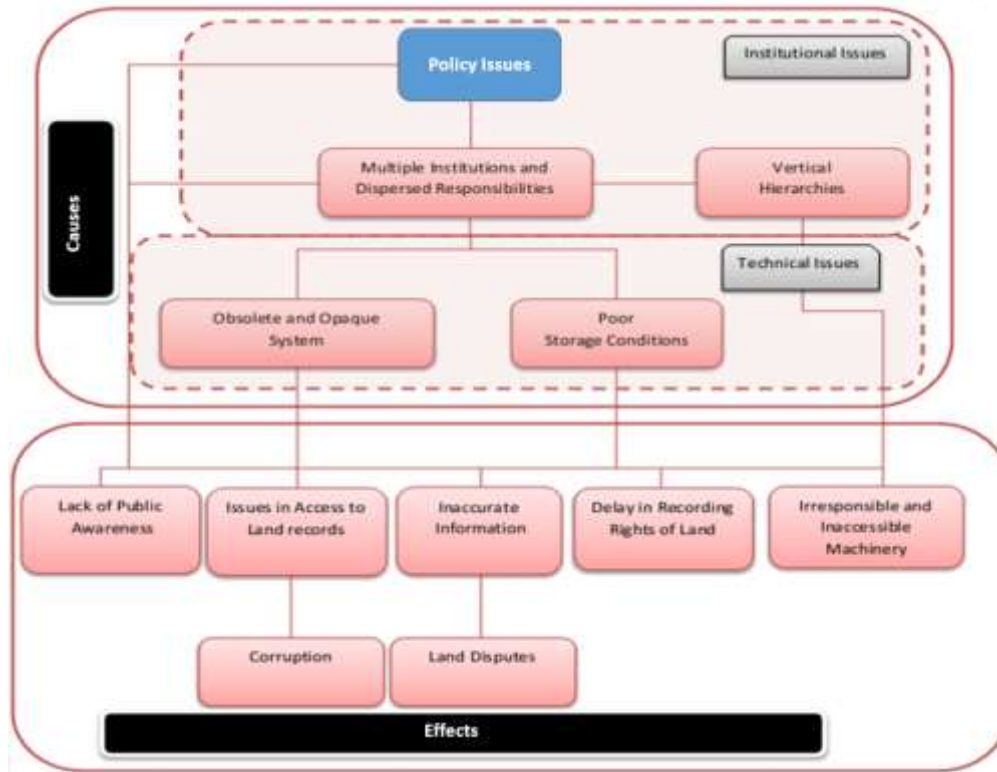 Policy Issues
Institutional Issues
Multiple Institutions and
Dispersed Responsibilities
Vertical
Hierarchies
Causes
Technical Issues
Obsolete and Opaque
System
Poor
Storage Conditions
Lack of Public
Awareness
Issues in Access to
Land records
Inaccurate
Information
Delay in Recording
Rights of Land
Irresponsible and
Inaccessible
Machinery
Corruption
Land Disputes
Effects